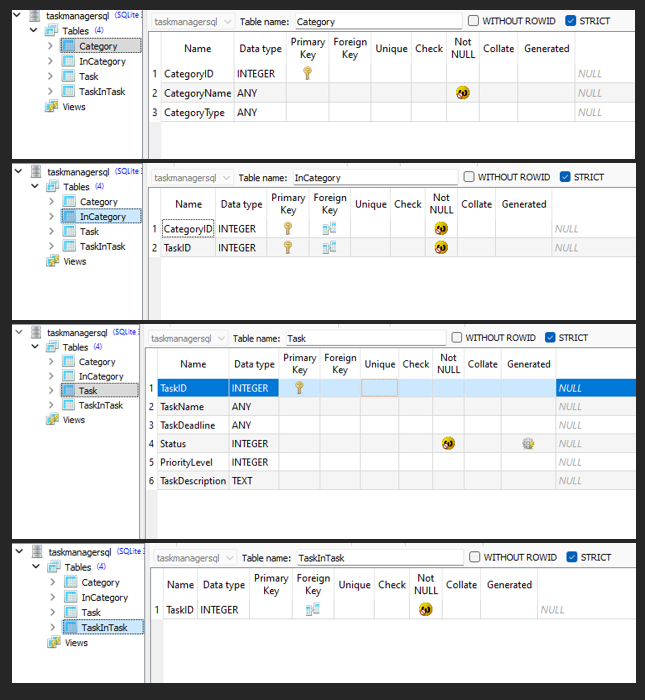 taskmanagersql (SQLite 3
Tables (4)
Category
InCategory
Task
TaskInTask
Views
taskmanagersql Table name: Category WITHOUT ROWID STRICT
Name Data type Primary Key Foreign Key Unique Check Not NULL Collate Generated
1 CategoryID INTEGER NULL
2 CategoryName ANY NULL
3 CategoryType ANY NULL
taskmanagersql (SQLite 3
Tables (4)
Category
InCategory
Task
TaskInTask
Views
taskmanagersql Table name: InCategory WITHOUT ROWID STRICT
Name Data type Primary Key Foreign Key Unique Check Not NULL Collate Generated
1 CategoryID INTEGER NULL
2 TaskID INTEGER NULL
taskmanagersql (SQLite 3
Tables (4)
Category
InCategory
Task
TaskInTask
Views
taskmanagersql Table name: Task WITHOUT ROWID STRICT
Name Data type Primary Key Foreign Key Unique Check Not NULL Collate Generated
1 TaskID INTEGER NULL
2 TaskName ANY NULL
3 TaskDeadline ANY NULL
4 Status INTEGER NULL
5 PriorityLevel INTEGER NULL
6 TaskDescription TEXT NULL
taskmanagersql (SQLite 3
Tables (4)
Category
InCategory
Task
TaskInTask
Views
taskmanagersql Table name: TaskInTask WITHOUT ROWID STRICT
Name Data type Primary Key Foreign Key Unique Check Not NULL Collate Generated
1 TaskID INTEGER NULL